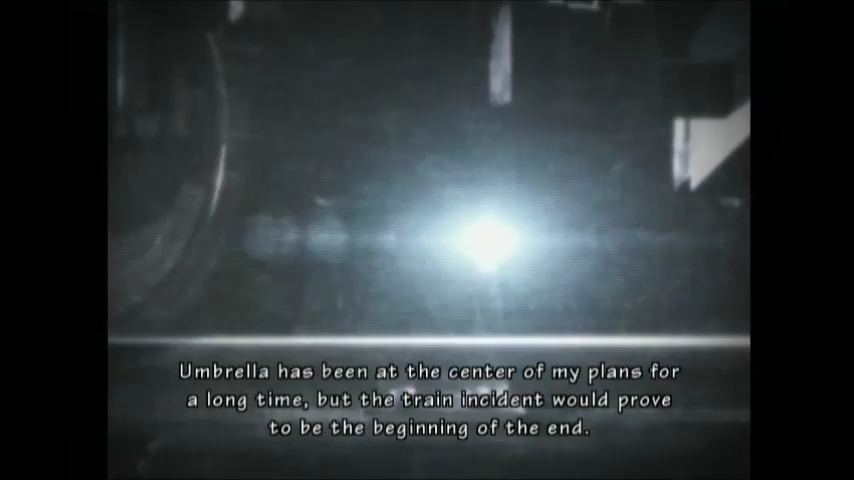 Umbrella has been at the center of my plans for
a long time, but the train incident would prove
to be the beginning of the end.